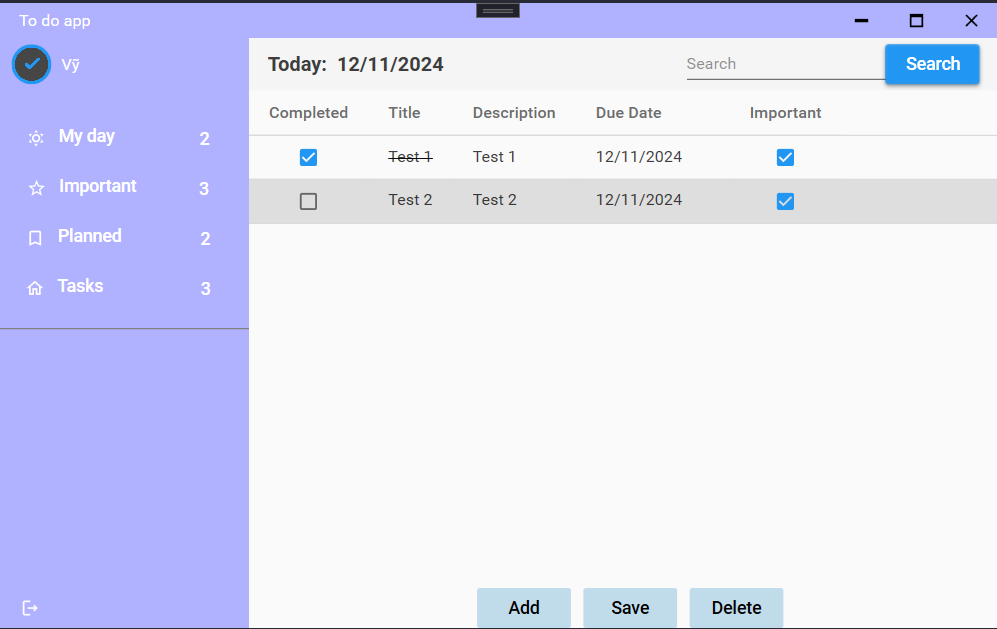 To do app
Vỹ
My day 2
Important 3
Planned 2
Tasks 3
Today: 12/11/2024 Search Search
Completed Title Description Due Date Important
Test 1 Test 1 12/11/2024
Test 2 Test 2 12/11/2024
Add Save Delete